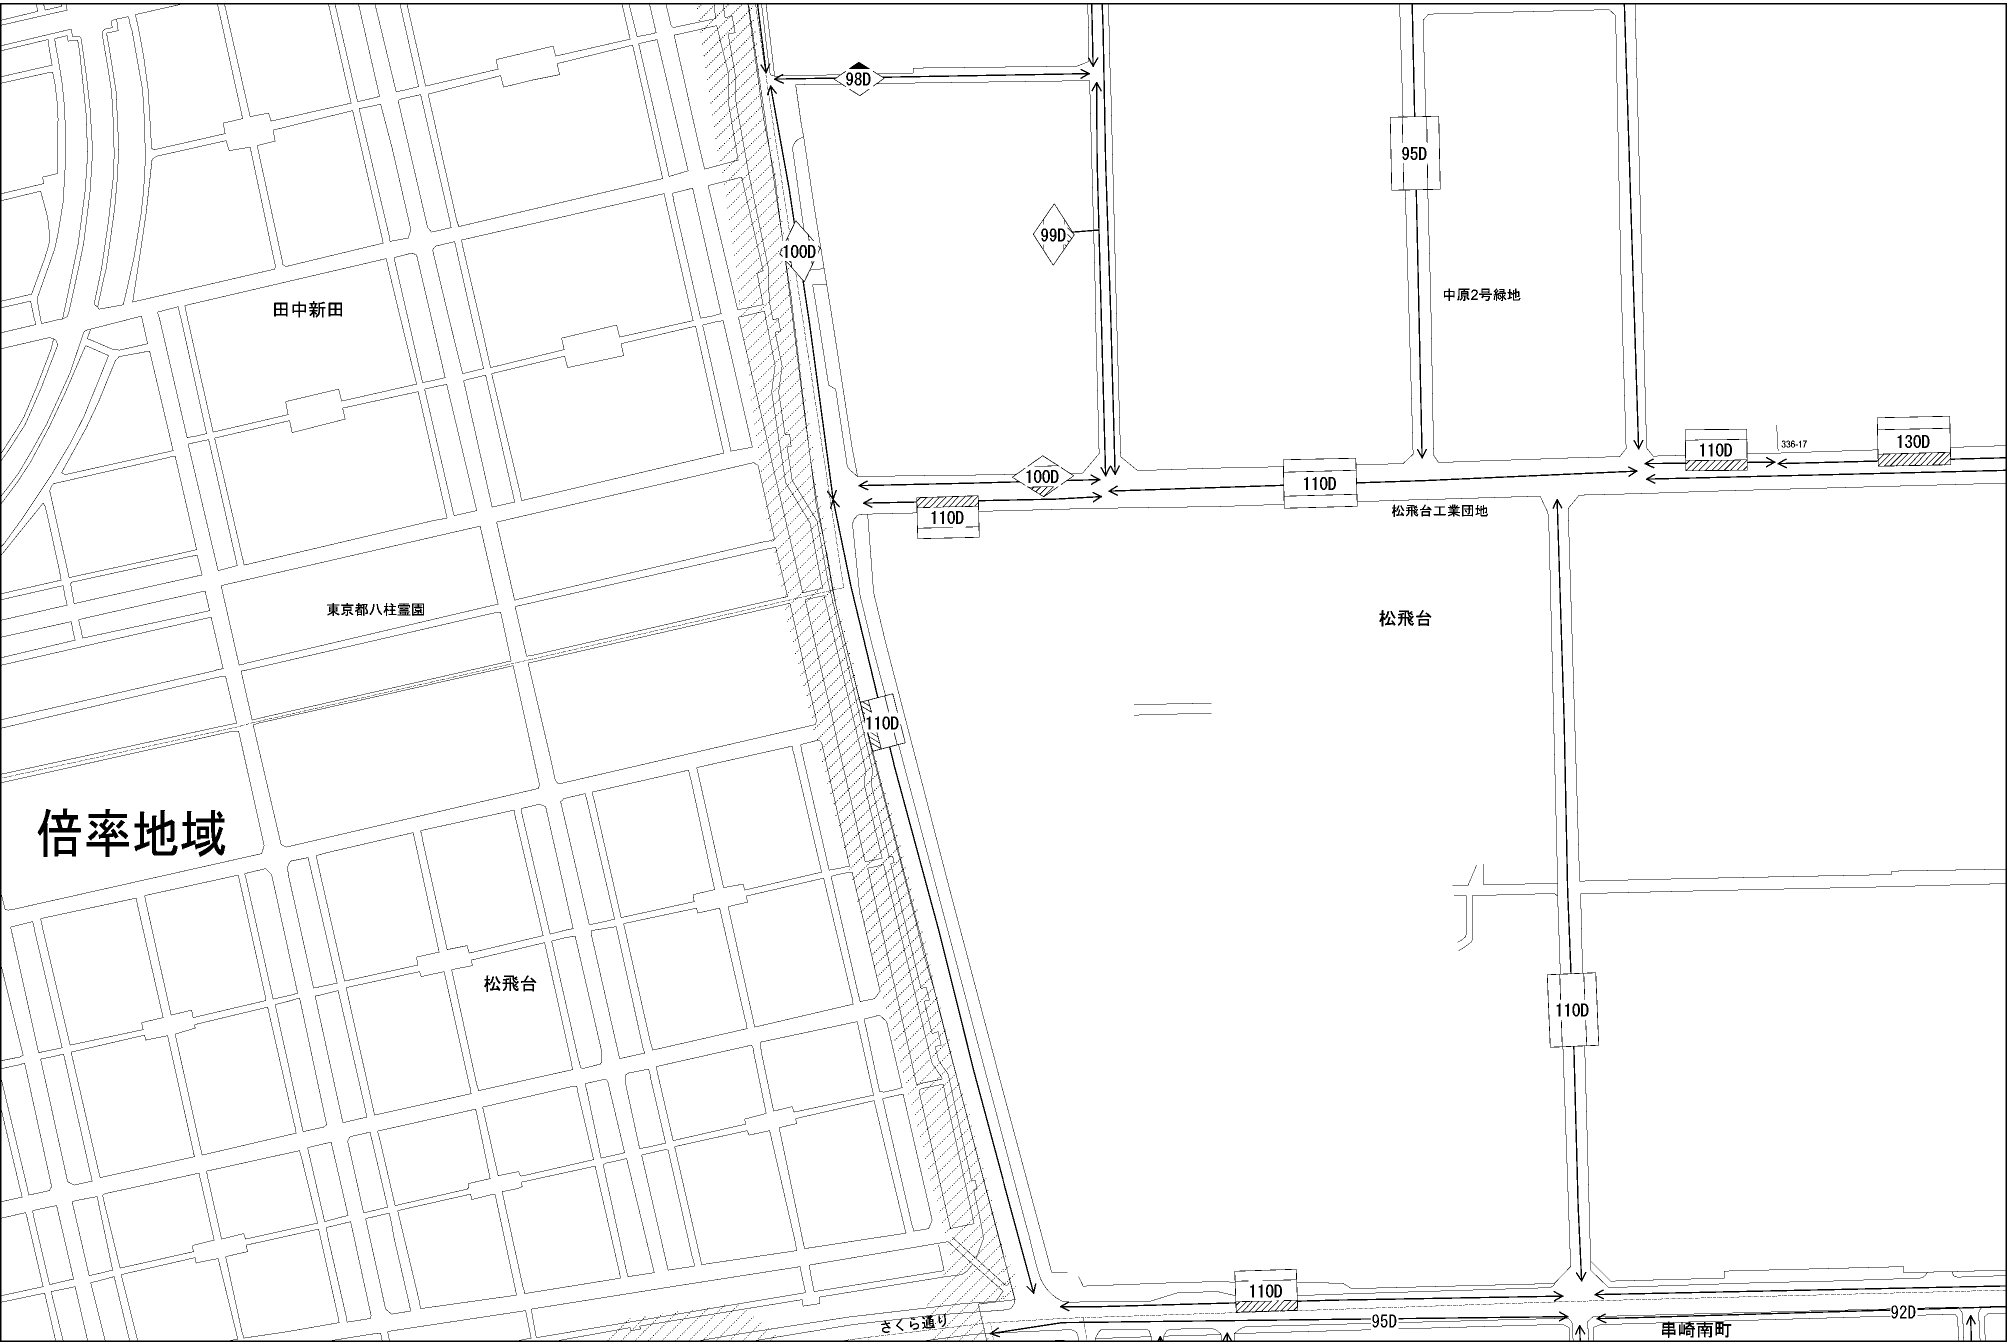 98D
95D
99D
100D
中原2号緑地
田中新田
130D
110D
336-17
100D
110D
110D
松飛台工業団地
110D
東京都八柱霊園
松飛台
110D
倍率地域
松飛台
110D
110D
92D
95D
さくら通り
串崎南町